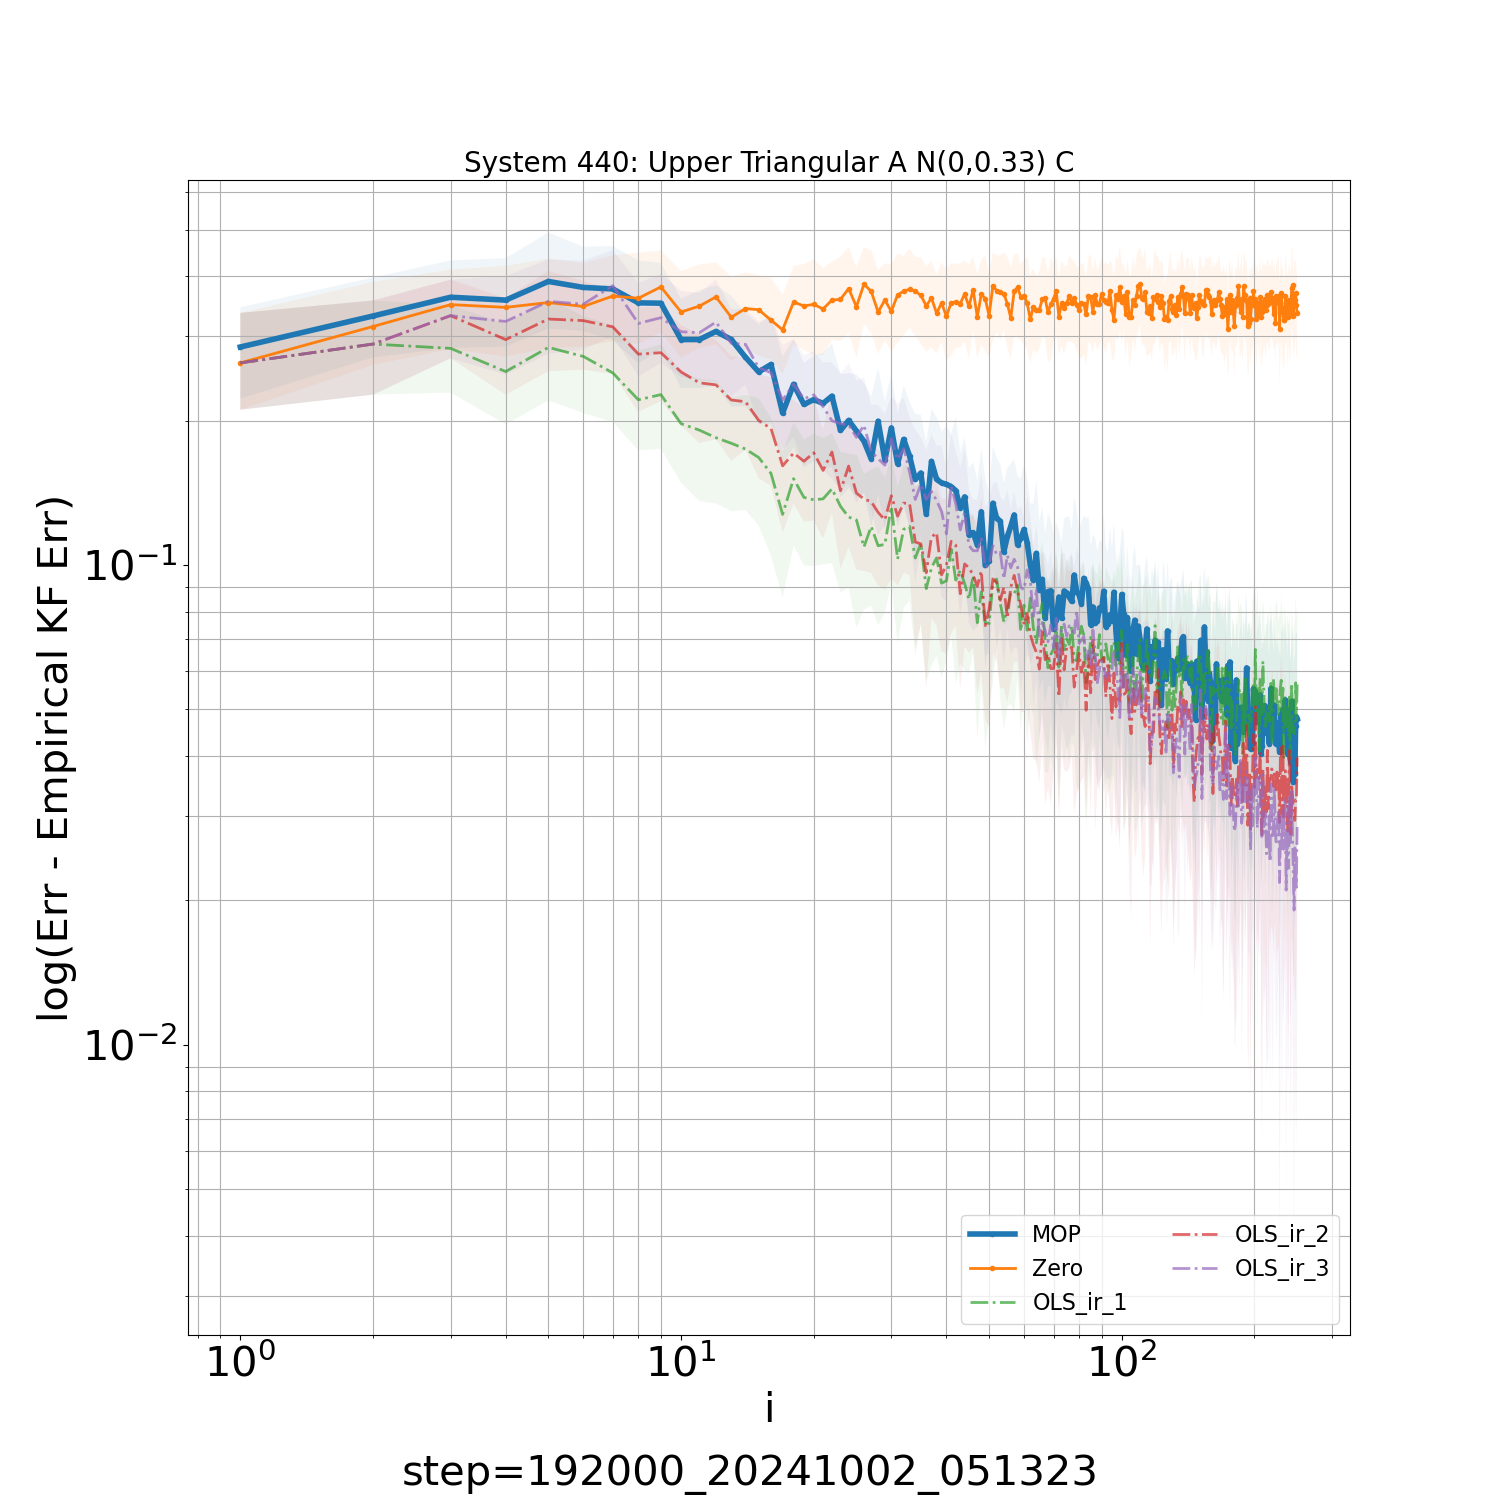 System 440: Upper Triangular A N(0,0.33) C
log(Err - Empirical KF Err)
10⁻¹
10⁻²
MOP
Zero
OLS_ir_1
OLS_ir_2
OLS_ir_3
10⁰ 10¹ 10²
i
step=192000_20241002_051323